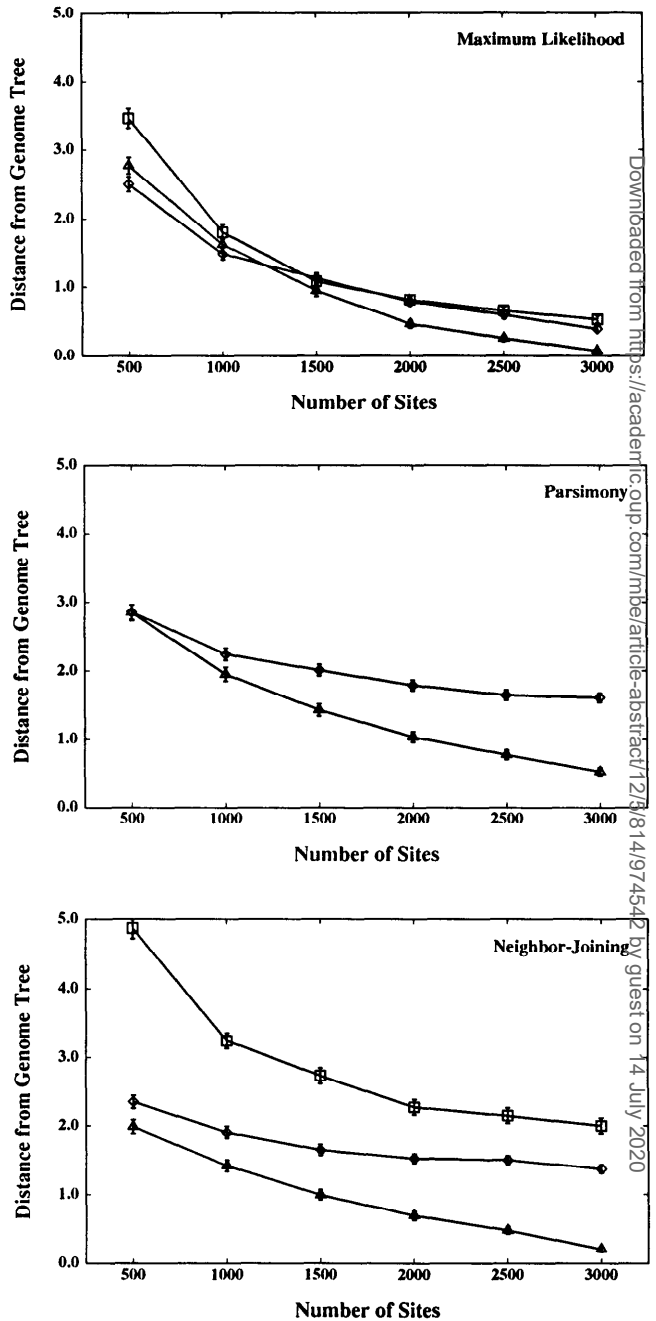 Maximum Likelihood
Distance from Genome Tree
5.0
4.0
3.0
2.0
1.0
0.0
500 1000 1500 2000 2500 3000
Number of Sites
Parsimony
Distance from Genome Tree
5.0
4.0
3.0
2.0
1.0
0.0
500 1000 1500 2000 2500 3000
Number of Sites
Neighbor-Joining
Distance from Genome Tree
5.0
4.0
3.0
2.0
1.0
0.0
500 1000 1500 2000 2500 3000
Number of Sites
Downloaded from https://academic.oup.com/mbe/article-abstract/12/5/814/974542 by guest on 14 July 2020